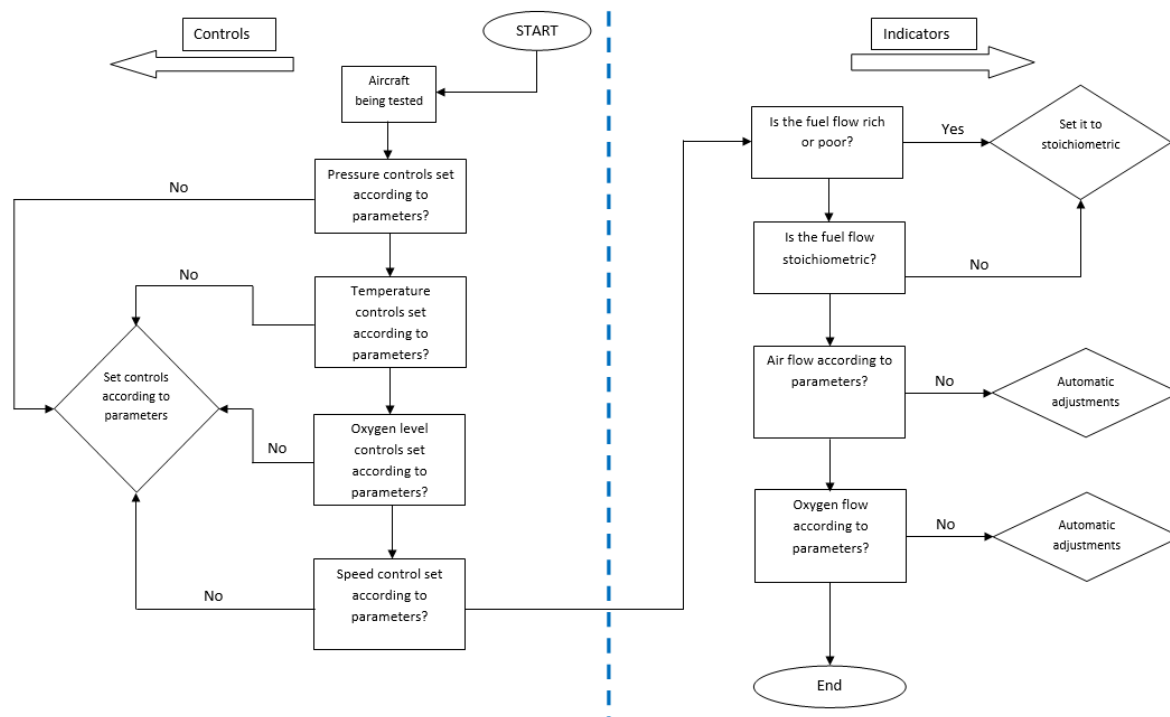 Controls
START
Aircraft
being tested
No
Pressure controls set
according to
parameters?
No
Temperature
controls set
according to
parameters?
Set controls
according to
parameters
No
Oxygen level
controls set
according to
parameters?
No
Speed control set
according to
parameters?
Indicators
Is the fuel flow rich
or poor?
Yes
Set it to
stoichiometric
Is the fuel flow
stoichiometric?
No
Air flow according to
parameters?
No
Automatic
adjustments
Oxygen flow
according to
parameters?
No
Automatic
adjustments
End